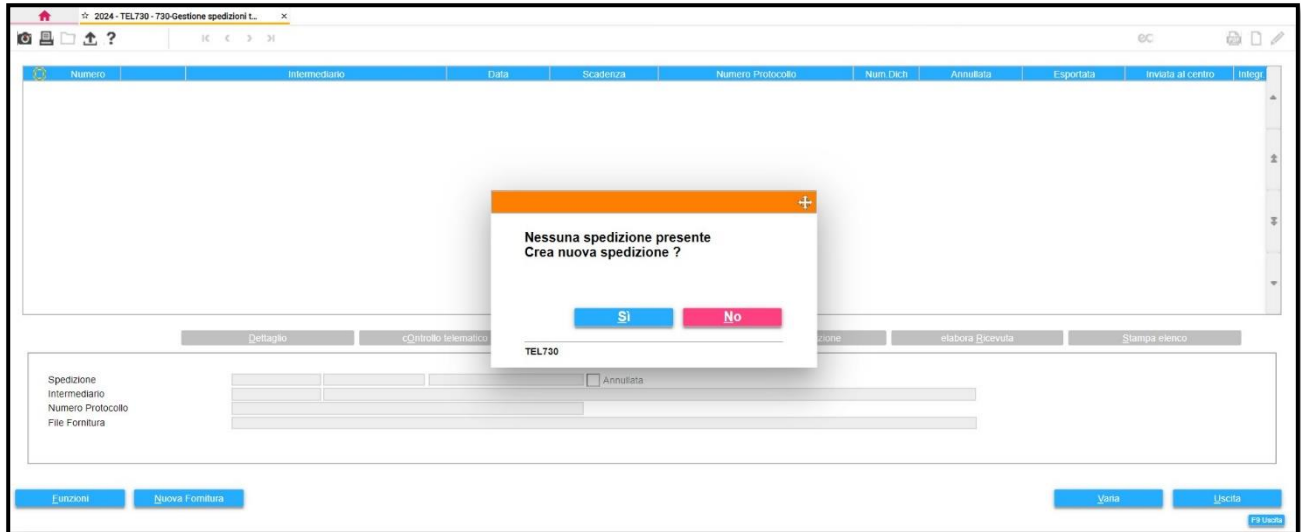 2024 - TEL730 - 730-Gestione spedizioni t... ×
?
Numero Intermediario Data Scadenza Numero Protocollo Num.Dich Annullata Esportata Inviata al centro Integr.
Nessuna spedizione presente
Crea nuova spedizione ?
Sì No
TEL730
Dettaglio cOntrollo telematico zione elabora Ricevuta Stampa elenco
Spedizione Annullata
Intermediario
Numero Protocollo
File Fornitura
Funzioni Nuova Fornitura Varia Uscita
F9 Uscita